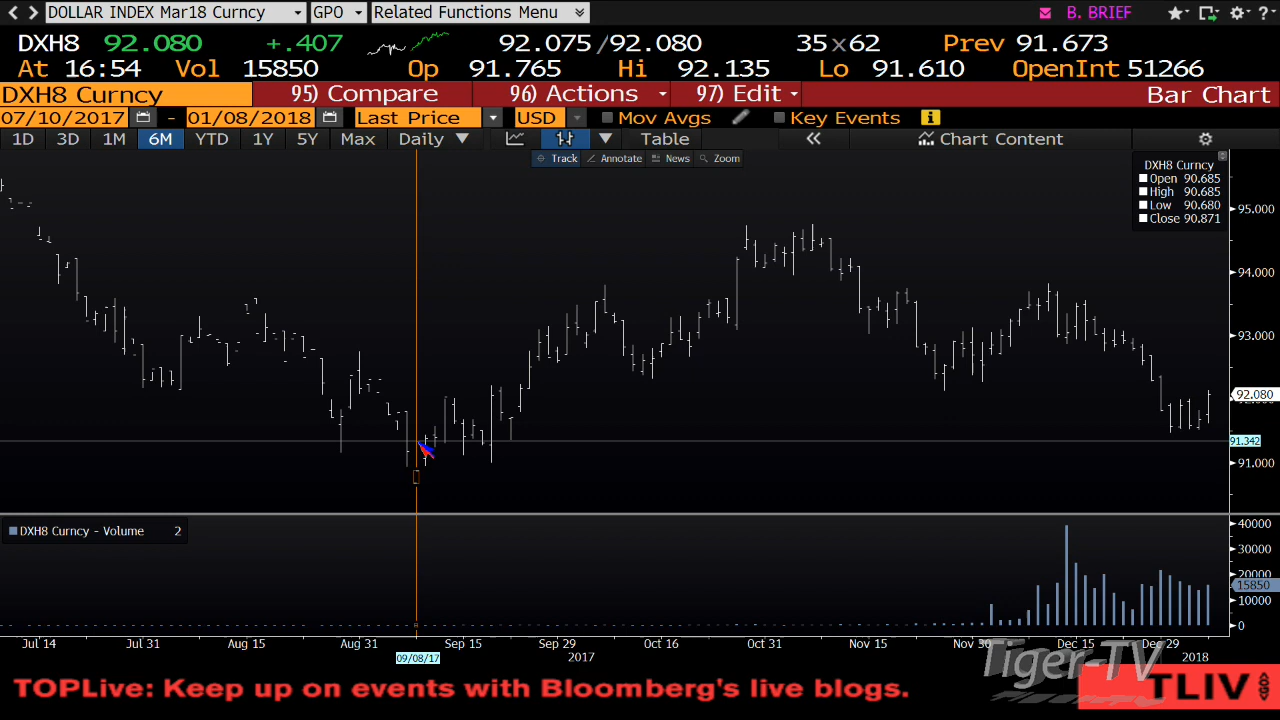 DOLLAR INDEX Mar18 Curncy GPO Related Functions Menu B. BRIEF ?
DXH8 92.080 +.407 92.075/92.080 35x62 Prev 91.673
At 16:54 Vol 15850 Op 91.765 Hi 92.135 Lo 91.610 OpenInt 51266
DXH8 Curncy 95) Compare 96) Actions 97) Edit Bar Chart
07/10/2017 - 01/08/2018 Last Price USD Mov Avgs Key Events i
1D 3D 1M 6M YTD 1Y 5Y Max Daily Table Chart Content
Track Annotate News Zoom
DXH8 Curncy
Open 90.685
High 90.685
Low 90.680
Close 90.871
95.000
94.000
93.000
92.080
91.342
91.000
DXH8 Curncy - Volume 2
40000
30000
20000
15850
10000
0
Jul 14 Jul 31 Aug 15 Aug 31 Sep 15 Sep 29 Oct 16 Oct 31 Nov 15 Nov 30 Dec 15 Dec 29
09/08/17 2017 2018
Tiger-TV
TOPLive: Keep up on events with Bloomberg's live blogs.
TLIV